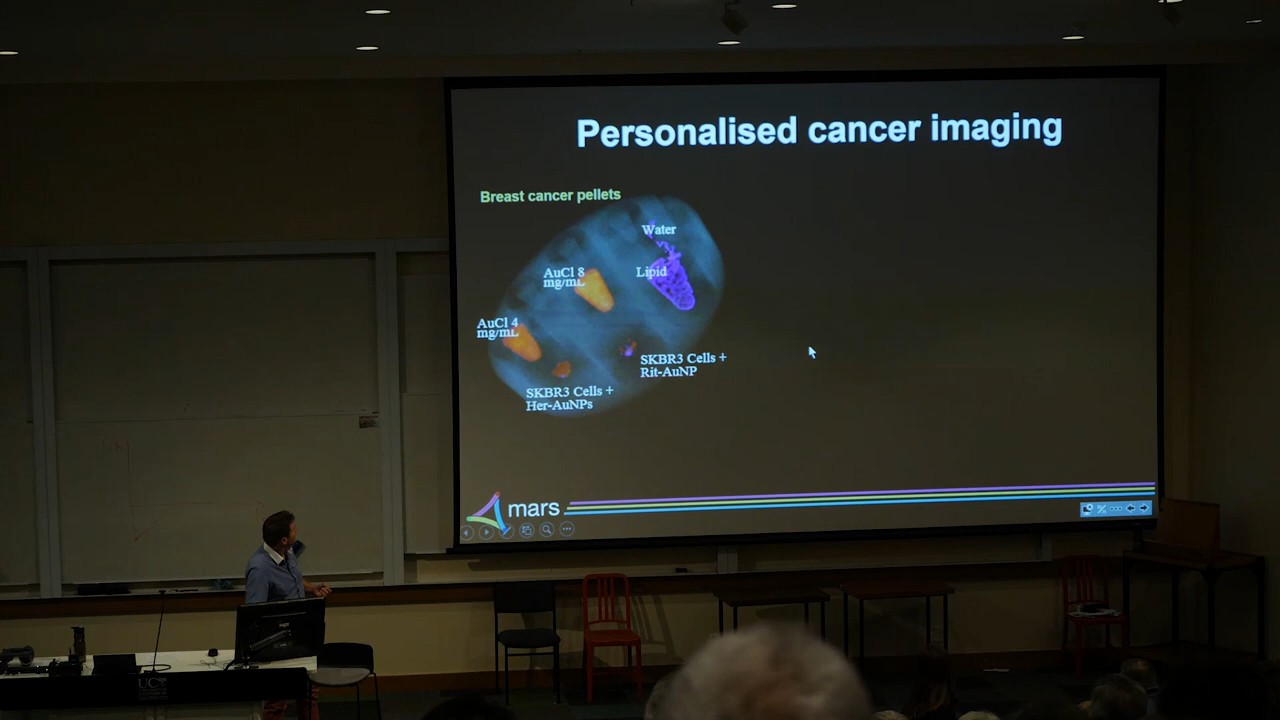 Personalised cancer imaging
Breast cancer pellets
Water
AuCl 8
mg/mL
Lipid
AuCl 4
mg/mL
SKBR3 Cells +
Rit-AuNP
SKBR3 Cells +
Her-AuNPs
mars
UC